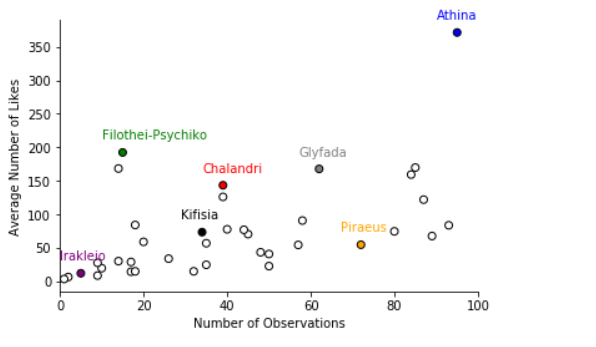 Athina
350
300
250
200
150
100
50
0
Average Number of Likes
Filothei-Psychiko
Glyfada
Chalandri
Kifisia
Piraeus
Irakleio
0 20 40 60 80 100
Number of Observations